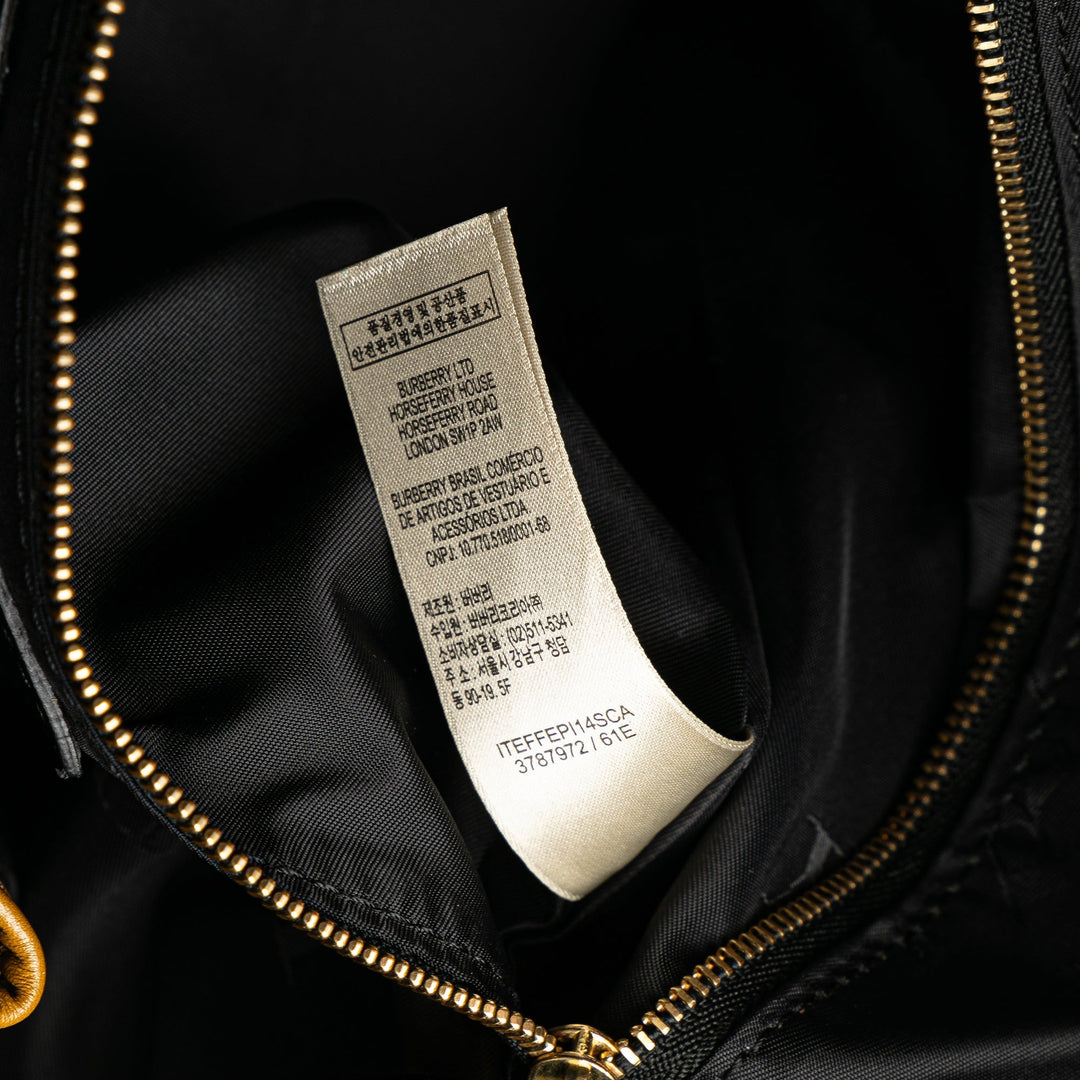 품질경영 및 공산품
안전관리법에의한품질표시
BURBERRY LTD
HORSEFERRY HOUSE
HORSEFERRY ROAD
LONDON SW1P 2AW
BURBERRY BRASIL COMÉRCIO
DE ARTIGOS DE VESTUÁRIO E
ACESSÓRIOS LTDA
CNPJ: 10.770.518/0001-68
제조원 : 버버리
수입원 : 버버리코리아㈜
소비자상담실 : (02)511-5341
주 소 : 서울시 강남구 청담
동 90-19. 5F
ITEFFEPI14SCA
3787972 / 61E